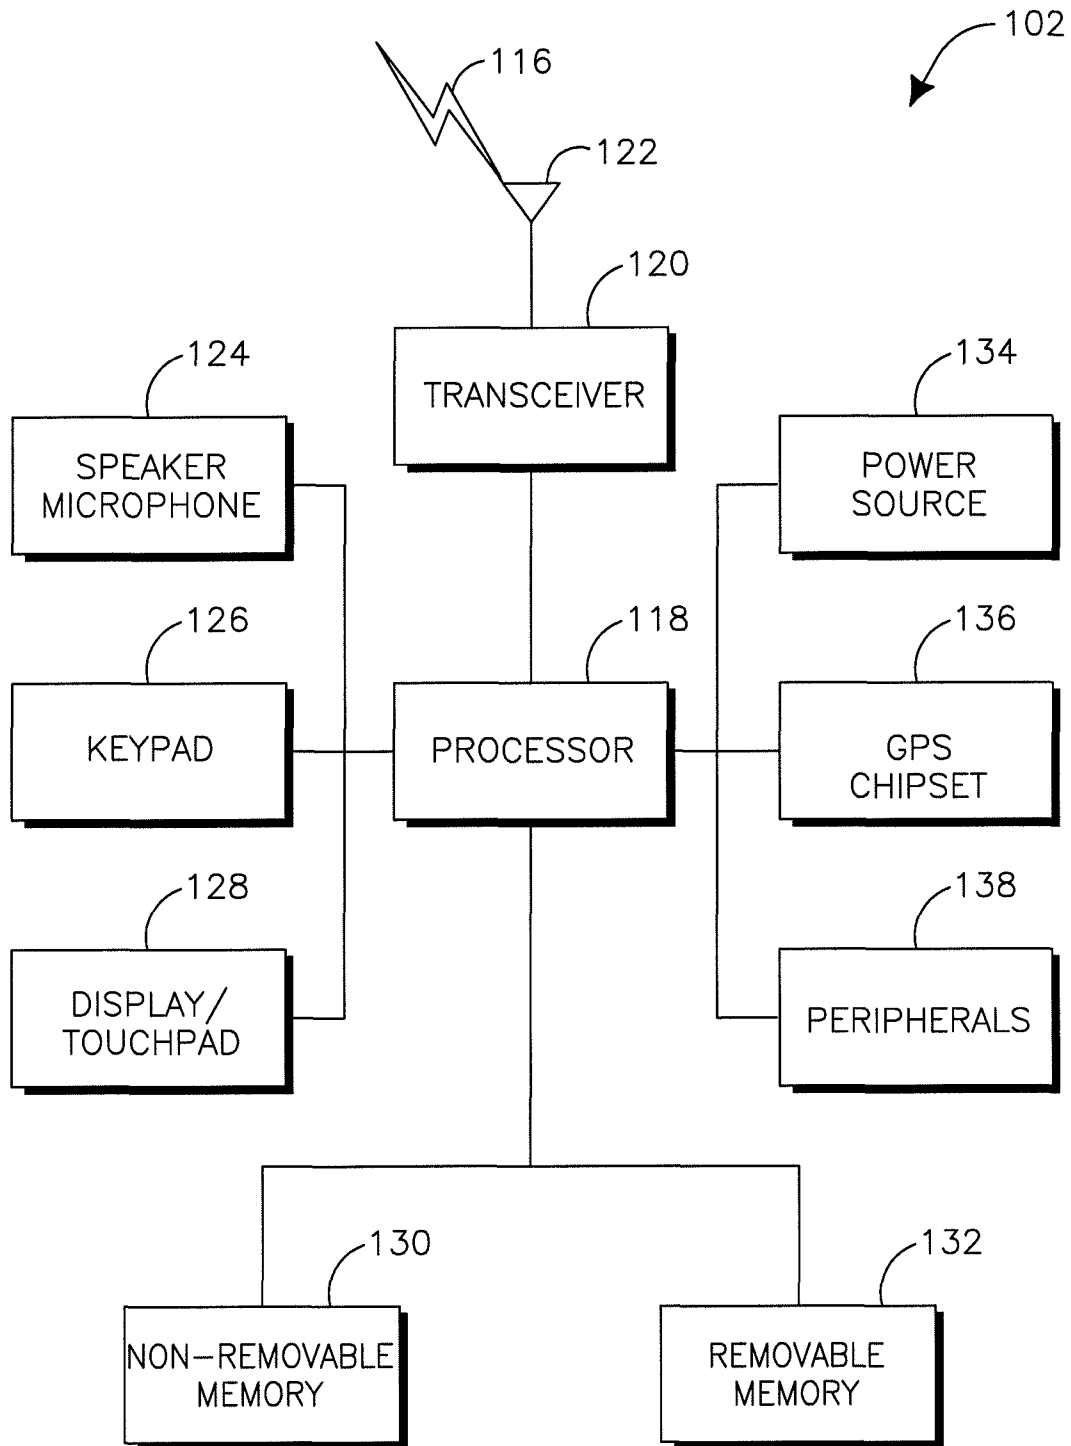 102
116
122
120
TRANSCEIVER
124
SPEAKER
MICROPHONE
134
POWER
SOURCE
126
KEYPAD
118
PROCESSOR
136
GPS
CHIPSET
128
DISPLAY/
TOUCHPAD
138
PERIPHERALS
130
NON-REMOVABLE
MEMORY
132
REMOVABLE
MEMORY